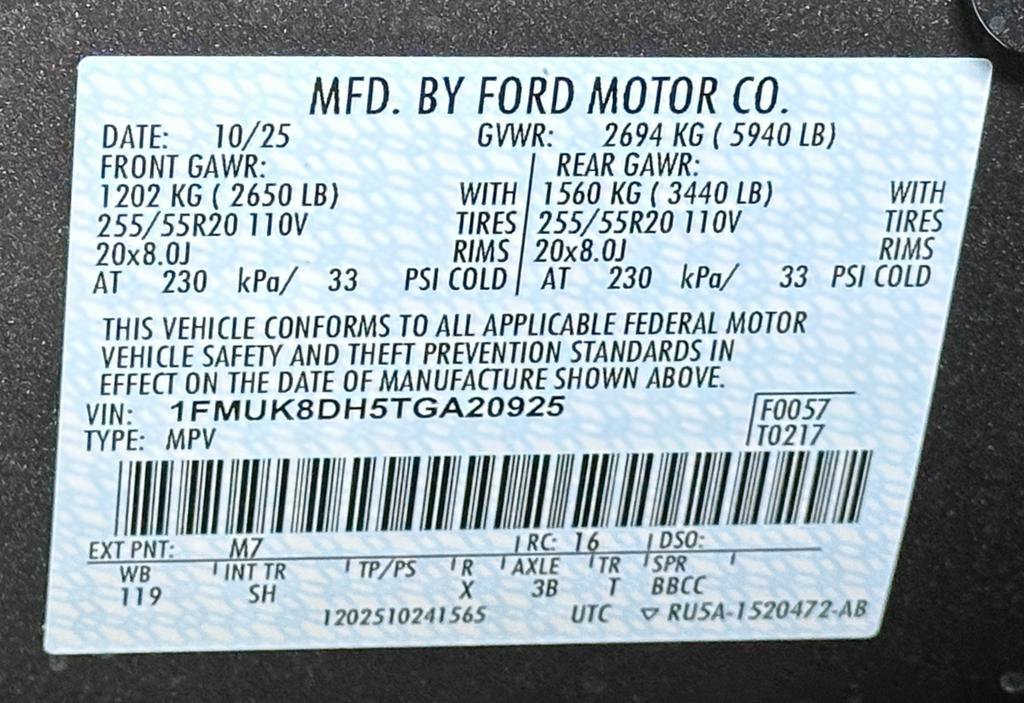 MFD. BY FORD MOTOR CO.
DATE: 10/25 GVWR: 2694 KG ( 5940 LB)
FRONT GAWR: REAR GAWR:
1202 KG ( 2650 LB) WITH 1560 KG ( 3440 LB) WITH
255/55R20 110V TIRES 255/55R20 110V TIRES
20x8.0J RIMS 20x8.0J RIMS
AT 230 kPa/ 33 PSI COLD AT 230 kPa/ 33 PSI COLD
THIS VEHICLE CONFORMS TO ALL APPLICABLE FEDERAL MOTOR
VEHICLE SAFETY AND THEFT PREVENTION STANDARDS IN
EFFECT ON THE DATE OF MANUFACTURE SHOWN ABOVE.
VIN: 1FMUK8DH5TGA20925 F0057
TYPE: MPV T0217
EXT PNT: M7 RC: 16 DSO:
WB INT TR TP/PS R AXLE TR SPR
119 SH X 3B T BBCC
1202510241565 UTC ▽ RU5A-1520472-AB